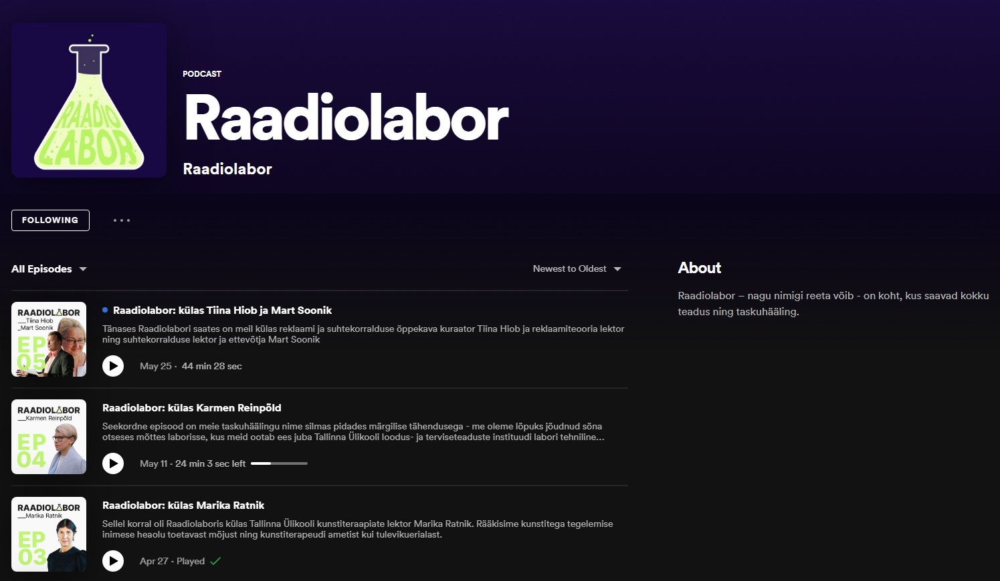 RAADIO
LABOR
PODCAST
Raadiolabor
Raadiolabor
FOLLOWING
All Episodes
Newest to Oldest
About
Raadiolabor – nagu nimigi reeta võib - on koht, kus saavad kokku
teadus ning taskuhääling.
RAADIOLABOR
___Tiina Hiob
_Mart Soonik
EP
05
Raadiolabor: külas Tiina Hiob ja Mart Soonik
Tänases Raadiolabori saates on meil külas reklaami ja suhtekorralduse õppekava kuraator Tiina Hiob ja reklaamiteooria lektor
ning suhtekorralduse lektor ja ettevõtja Mart Soonik
May 25 · 44 min 28 sec
RAADIOLABOR
___Karmen Reinpõld
EP
04
Raadiolabor: külas Karmen Reinpõld
Seekordne episood on meie taskuhäälingu nime silmas pidades märgilise tähendusega - me oleme lõpuks jõudnud sõna
otseses mõttes laborisse, kus meid ootab ees juba Tallinna Ülikooli loodus- ja terviseteaduste instituudi labori tehniline...
May 11 · 24 min 3 sec left
RAADIOLABOR
___Marika Ratnik
EP
03
Raadiolabor: külas Marika Ratnik
Sellel korral oli Raadiolaboris külas Tallinna Ülikooli kunstiteraapiate lektor Marika Ratnik. Rääkisime kunstitega tegelemise
inimese heaolu toetavast mõjust ning kunstiterapeudi ametist kui tulevikuerialast.
Apr 27 · Played